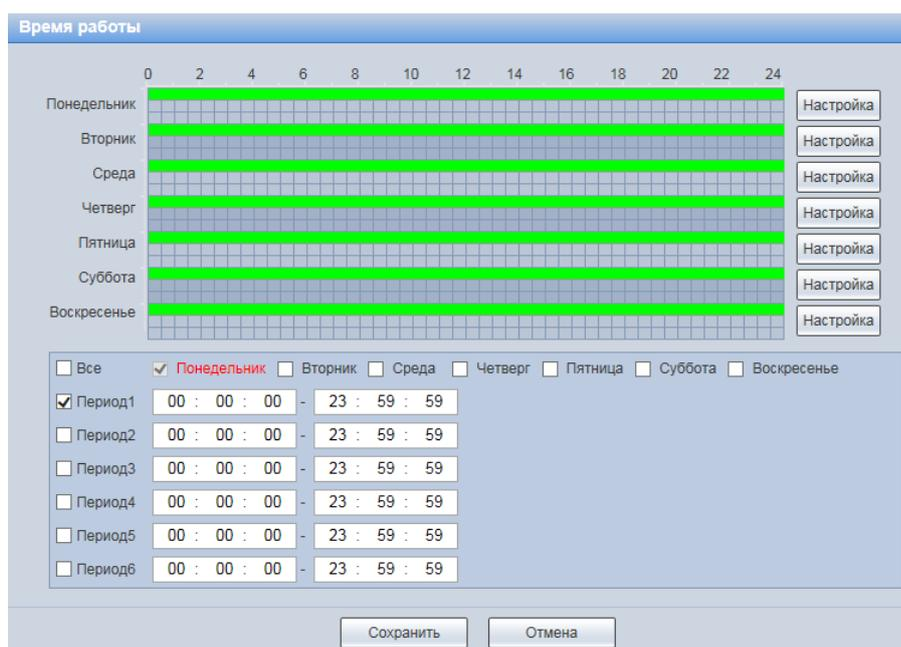 Время работы
0 2 4 6 8 10 12 14 16 18 20 22 24
Понедельник Настройка
Вторник Настройка
Среда Настройка
Четверг Настройка
Пятница Настройка
Суббота Настройка
Воскресенье Настройка
Все Понедельник Вторник Среда Четверг Пятница Суббота Воскресенье
Период1 00 : 00 : 00 - 23 : 59 : 59
Период2 00 : 00 : 00 - 23 : 59 : 59
Период3 00 : 00 : 00 - 23 : 59 : 59
Период4 00 : 00 : 00 - 23 : 59 : 59
Период5 00 : 00 : 00 - 23 : 59 : 59
Период6 00 : 00 : 00 - 23 : 59 : 59
Сохранить Отмена